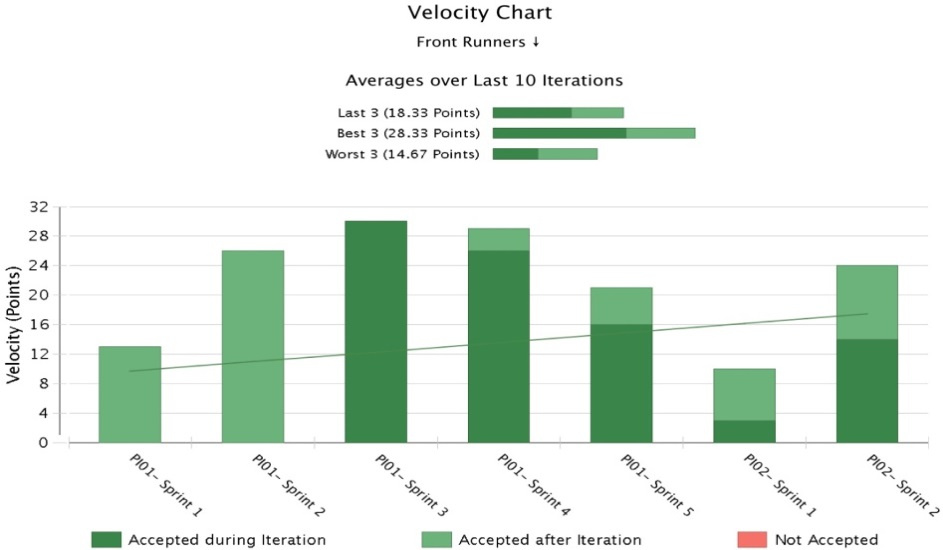 Velocity Chart
Front Runners ↓
Averages over Last 10 Iterations
Last 3 (18.33 Points)
Best 3 (28.33 Points)
Worst 3 (14.67 Points)
Velocity (Points)
32
28
24
20
16
12
8
4
0
PI01- Sprint 1
PI01- Sprint 2
PI01- Sprint 3
PI01- Sprint 4
PI01- Sprint 5
PI02- Sprint 1
PI02- Sprint 2
Accepted during Iteration
Accepted after Iteration
Not Accepted